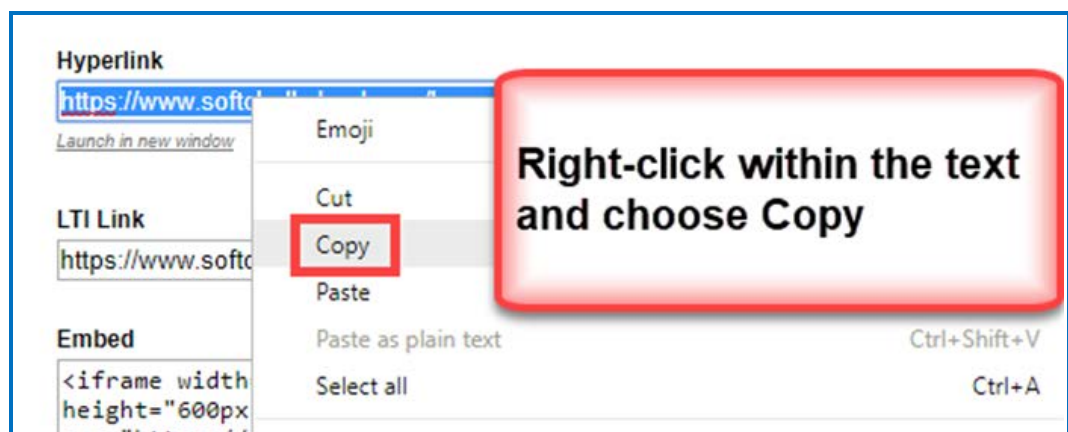 Hyperlink
https://www.softc
Launch in new window
Emoji
Right-click within the text
and choose Copy
Cut
LTI Link
Copy
https://www.softc
Paste
Embed
Paste as plain text Ctrl+Shift+V
<iframe width
Select all Ctrl+A
height="600px